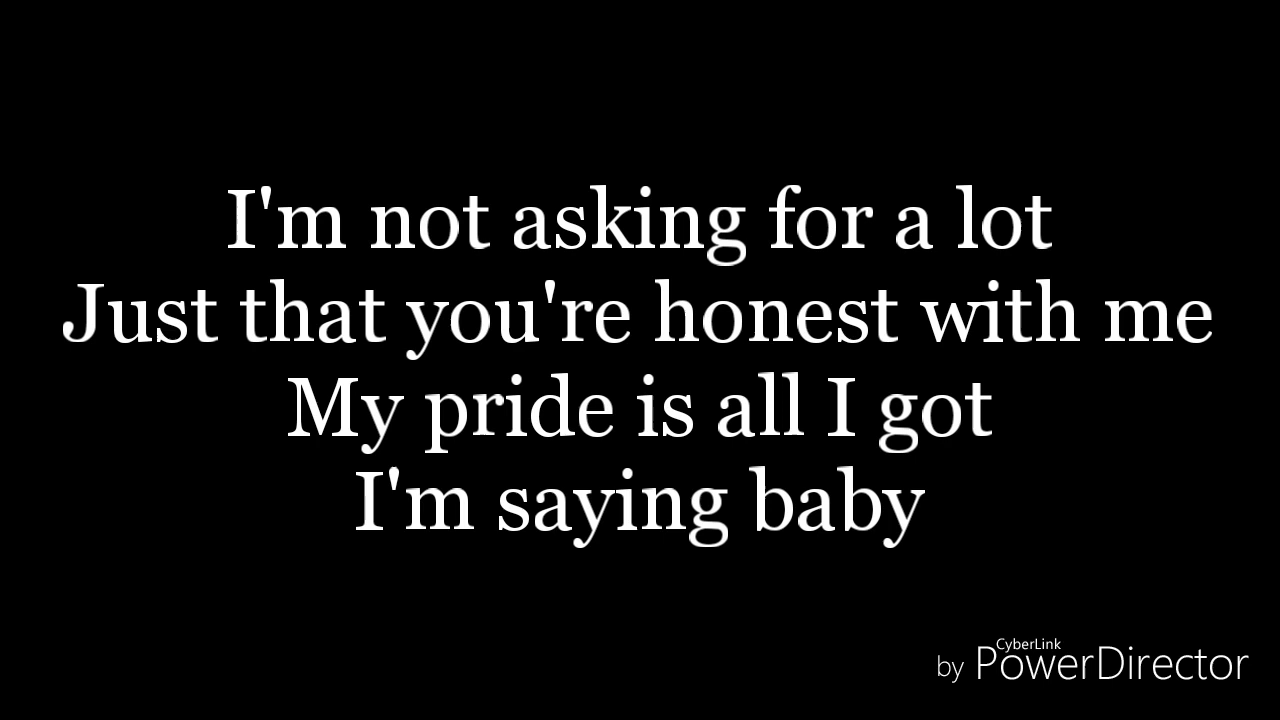 I'm not asking for a lot
Just that you're honest with me
My pride is all I got
I'm saying baby
CyberLink
by PowerDirector